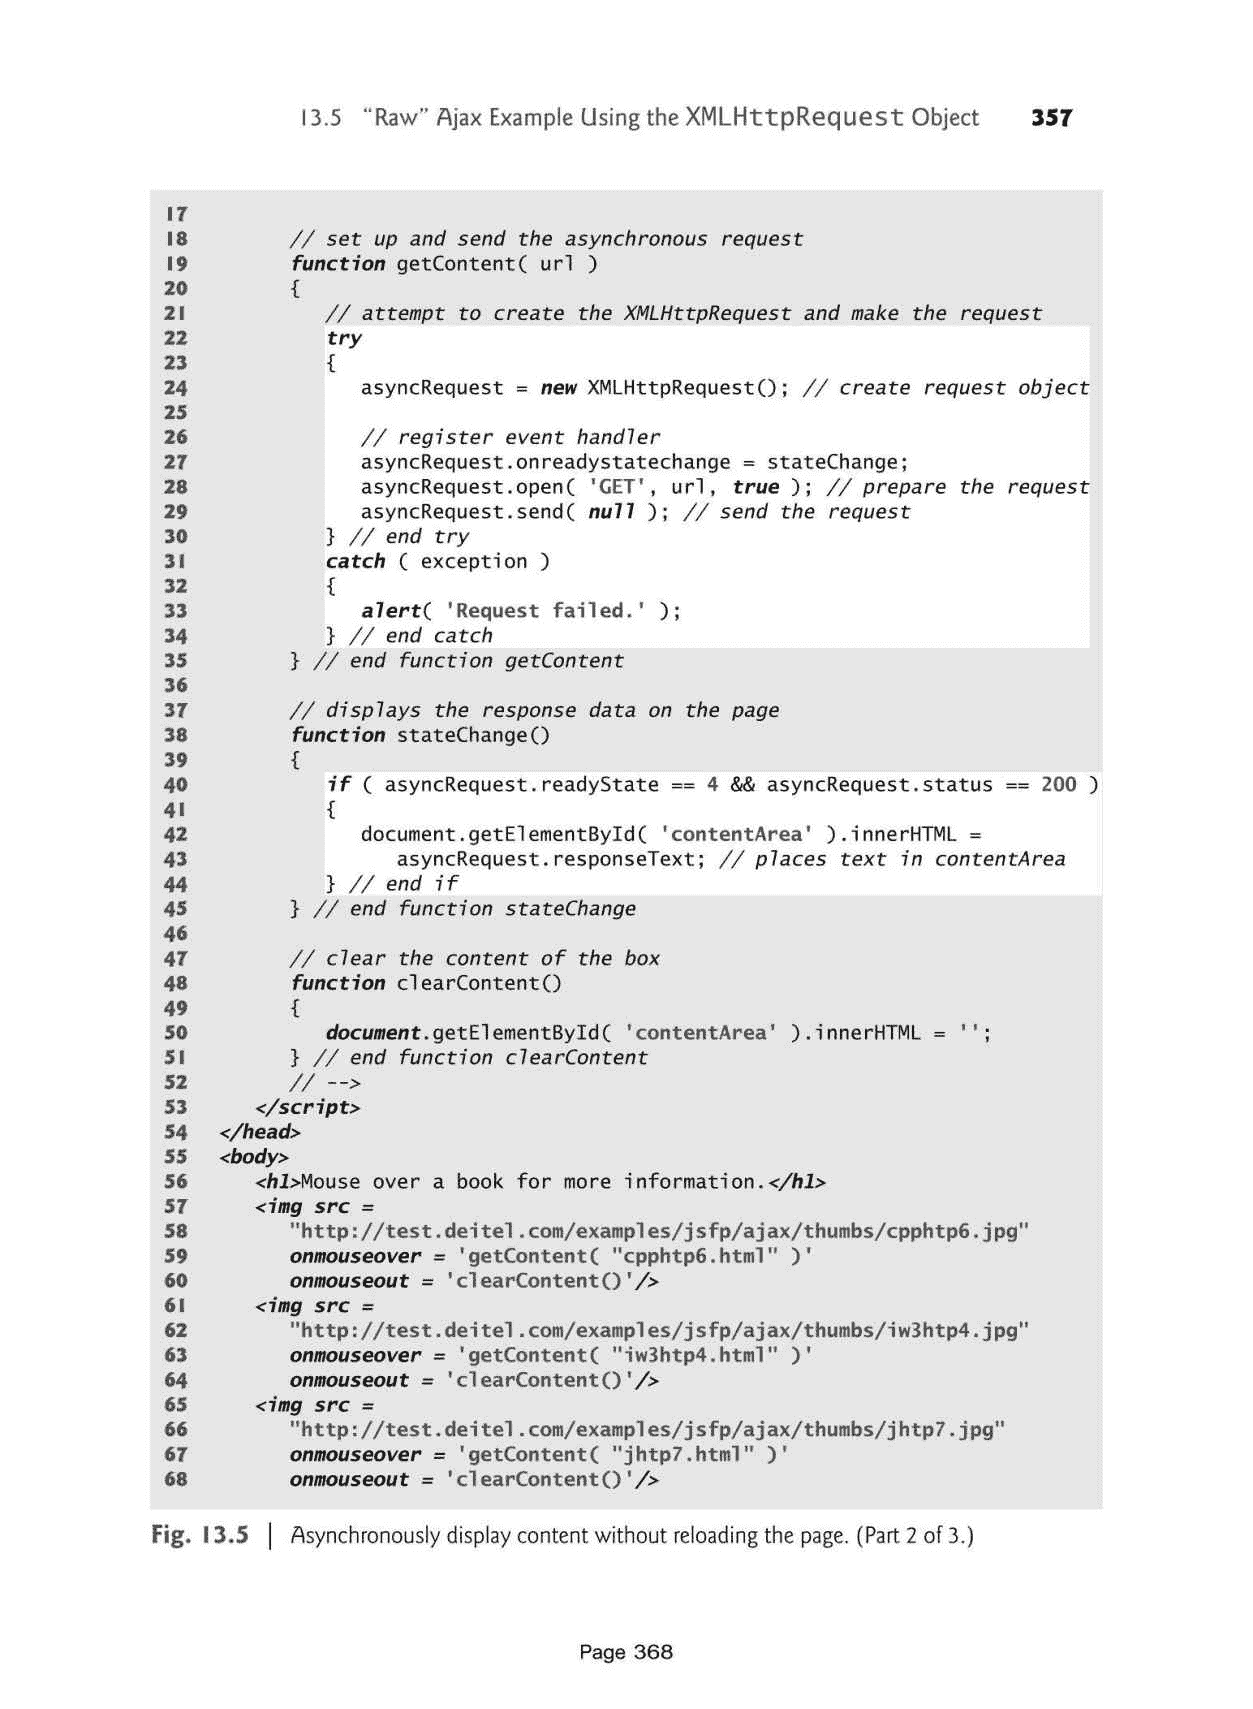 13.5 “Raw” Ajax Example Using the XMLHttpRequest Object 357
17
18 // set up and send the asynchronous request
19 function getContent( url )
20 {
21 // attempt to create the XMLHttpRequest and make the request
22 try
23 {
24 asyncRequest = new XMLHttpRequest(); // create request object
25
26 // register event handler
27 asyncRequest.onreadystatechange = stateChange;
28 asyncRequest.open( 'GET', url, true ); // prepare the request
29 asyncRequest.send( null ); // send the request
30 } // end try
31 catch ( exception )
32 {
33 alert( 'Request failed.' );
34 } // end catch
35 } // end function getContent
36
37 // displays the response data on the page
38 function stateChange()
39 {
40 if ( asyncRequest.readyState == 4 && asyncRequest.status == 200 )
41 {
42 document.getElementById( 'contentArea' ).innerHTML =
43 asyncRequest.responseText; // places text in contentArea
44 } // end if
45 } // end function stateChange
46
47 // clear the content of the box
48 function clearContent()
49 {
50 document.getElementById( 'contentArea' ).innerHTML = '';
51 } // end function clearContent
52 // -->
53 </script>
54 </head>
55 <body>
56 <h1>Mouse over a book for more information.</h1>
57 <img src =
58 "http://test.deitel.com/examples/jsfp/ajax/thumbs/cpphtp6.jpg"
59 onmouseover = 'getContent( "cpphtp6.html" )'
60 onmouseout = 'clearContent()'/>
61 <img src =
62 "http://test.deitel.com/examples/jsfp/ajax/thumbs/iw3htp4.jpg"
63 onmouseover = 'getContent( "iw3htp4.html" )'
64 onmouseout = 'clearContent()'/>
65 <img src =
66 "http://test.deitel.com/examples/jsfp/ajax/thumbs/jhtp7.jpg"
67 onmouseover = 'getContent( "jhtp7.html" )'
68 onmouseout = 'clearContent()'/>
Fig. 13.5 | Asynchronously display content without reloading the page. (Part 2 of 3.)
Page 368